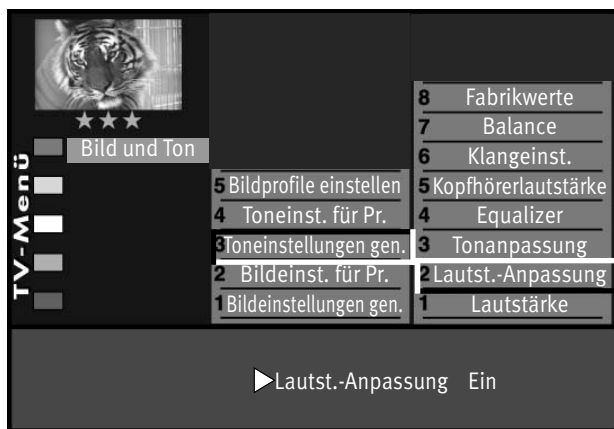 TV-Menü
Bild und Ton
5 Bildprofile einstellen
4 Toneinst. für Pr.
3 Toneinstellungen gen.
2 Bildeinst. für Pr.
1 Bildeinstellungen gen.
8 Fabrikwerte
7 Balance
6 Klangeinst.
5 Kopfhörerlautstärke
4 Equalizer
3 Tonanpassung
2 Lautst.-Anpassung
1 Lautstärke
Lautst.-Anpassung Ein